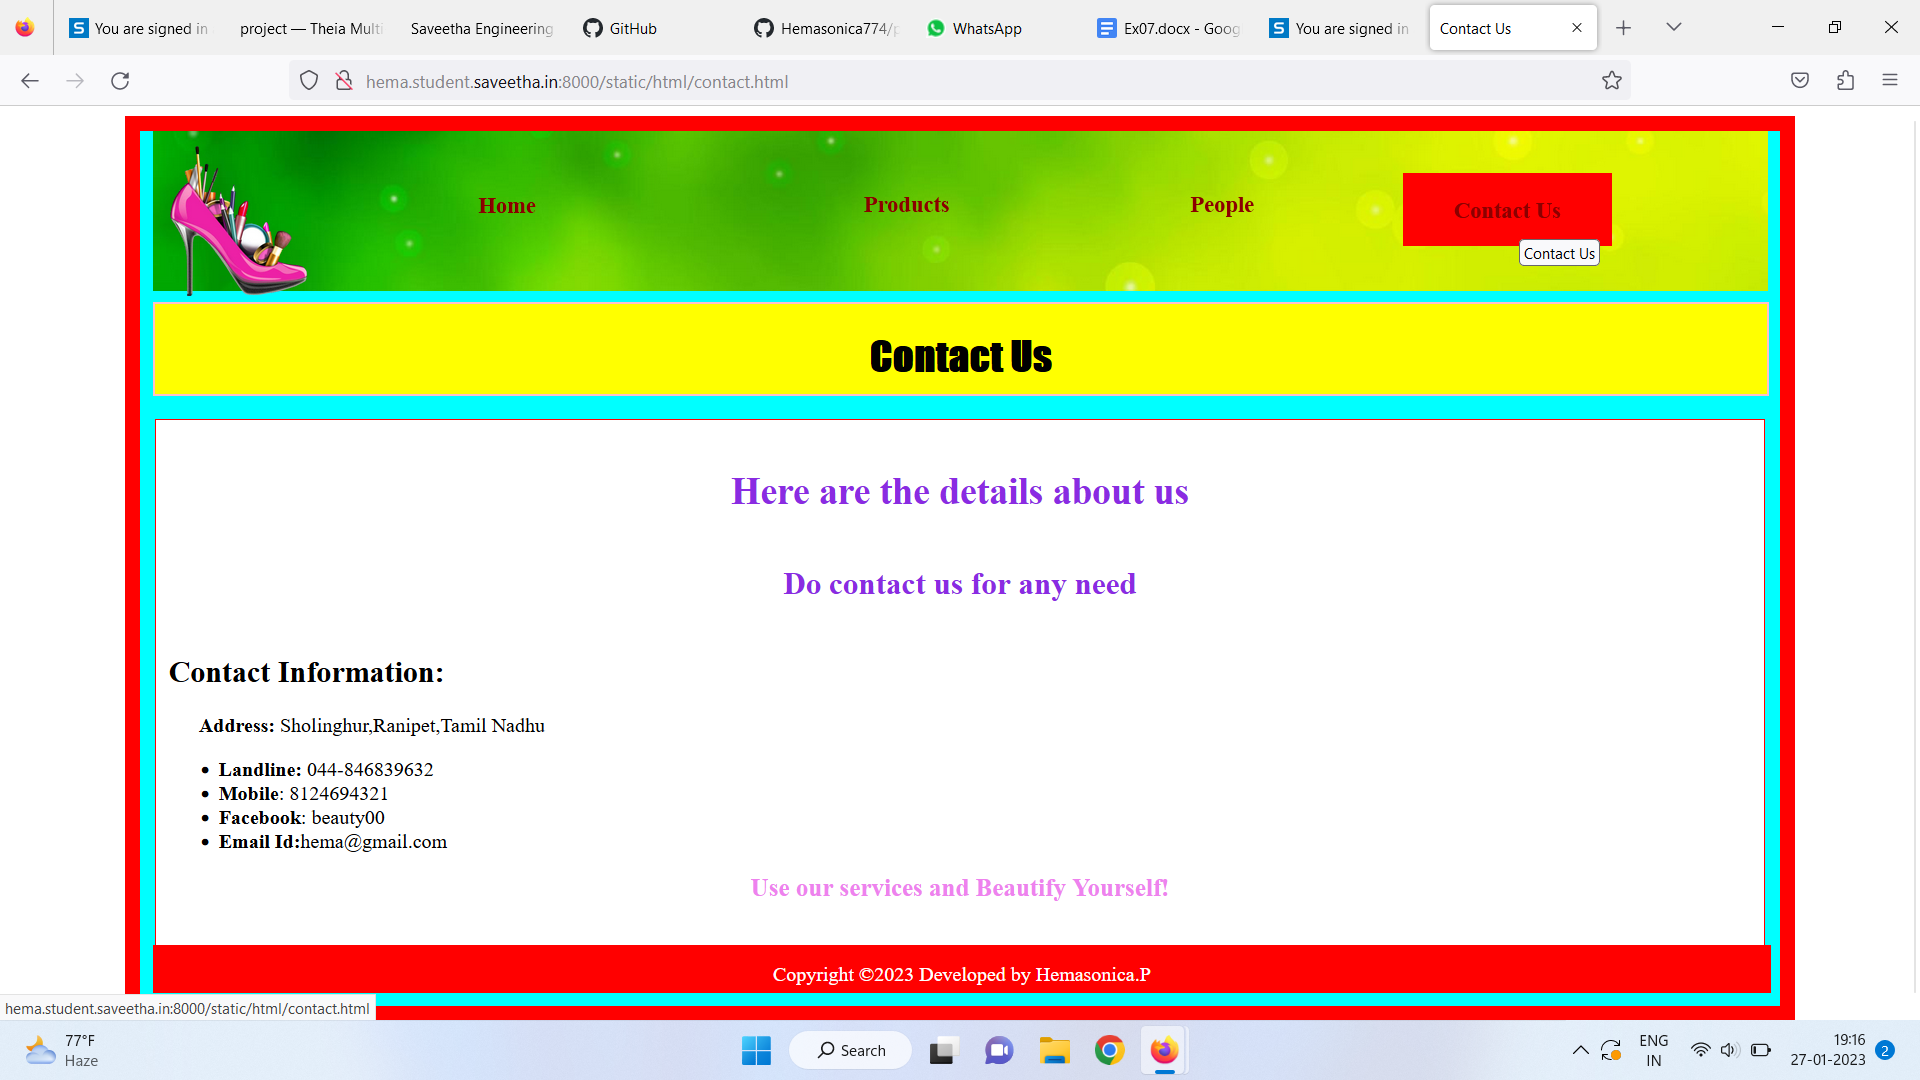 You are signed in
project — Theia Multi
Saveetha Engineering
GitHub
Hemasonica774/p
WhatsApp
Ex07.docx - Goog
You are signed in
Contact Us
hema.student.saveetha.in:8000/static/html/contact.html
Home
Products
People
Contact Us
Contact Us
Contact Us
Here are the details about us
Do contact us for any need
Contact Information:
Address: Sholinghur,Ranipet,Tamil Nadhu
• Landline: 044-846839632
• Mobile: 8124694321
• Facebook: beauty00
• Email Id:hema@gmail.com
Use our services and Beautify Yourself!
Copyright ©2023 Developed by Hemasonica.P
hema.student.saveetha.in:8000/static/html/contact.html
77°F
Haze
Search
ENG
IN
19:16
27-01-2023
2